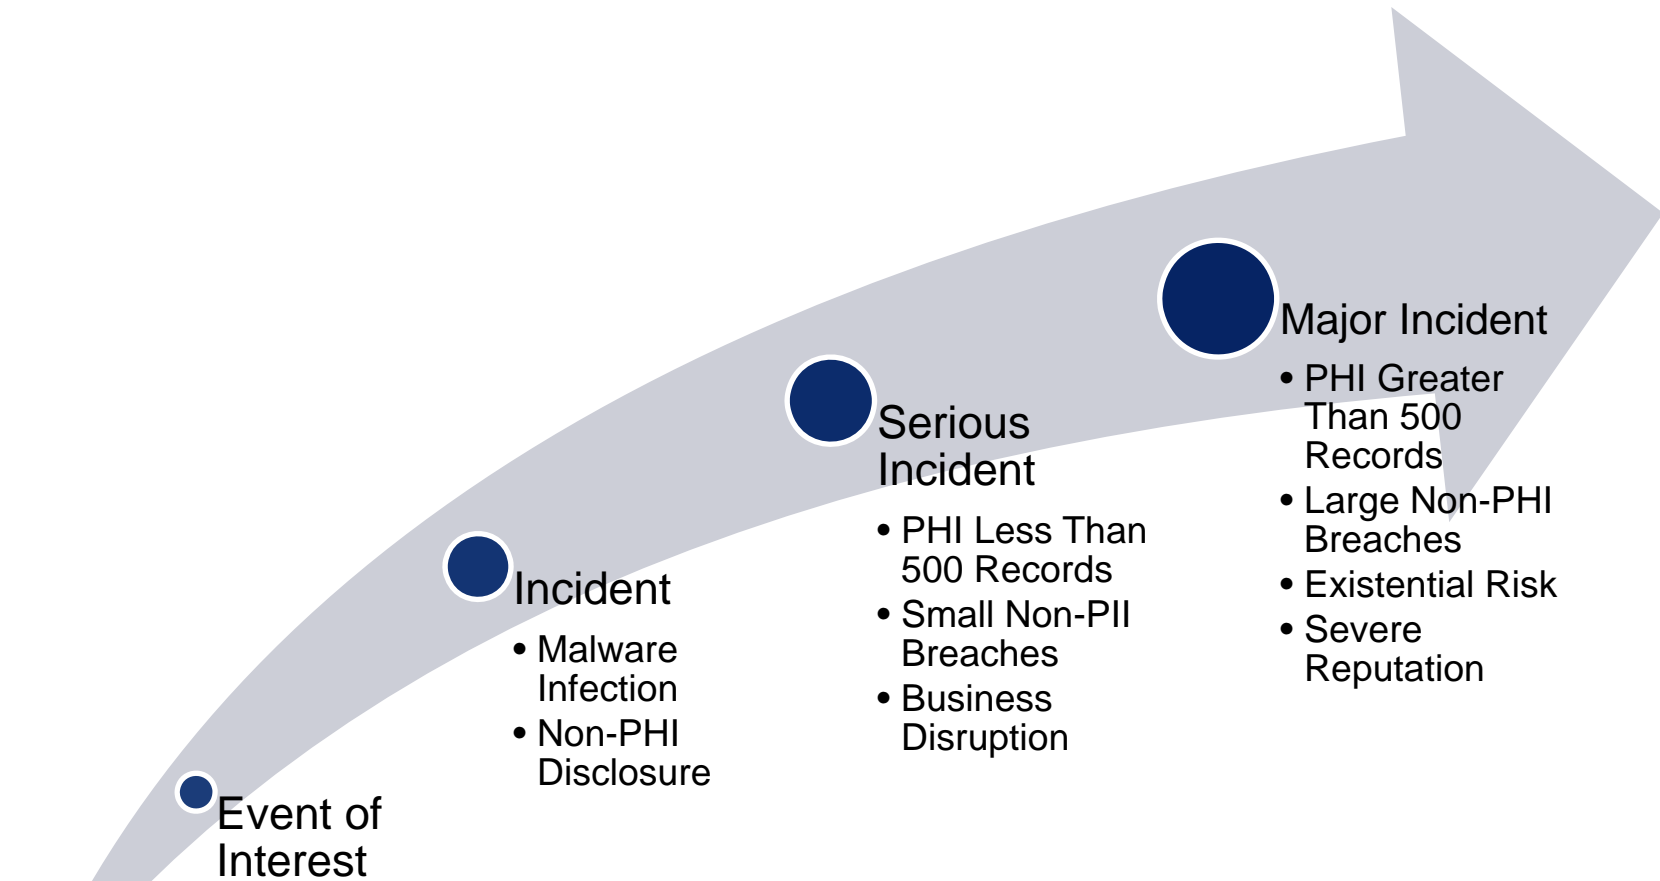 Event of
Interest
Incident
• Malware
Infection
• Non-PHI
Disclosure
Serious
Incident
• PHI Less Than
500 Records
• Small Non-PII
Breaches
• Business
Disruption
Major Incident
• PHI Greater
Than 500
Records
• Large Non-PHI
Breaches
• Existential Risk
• Severe
Reputation